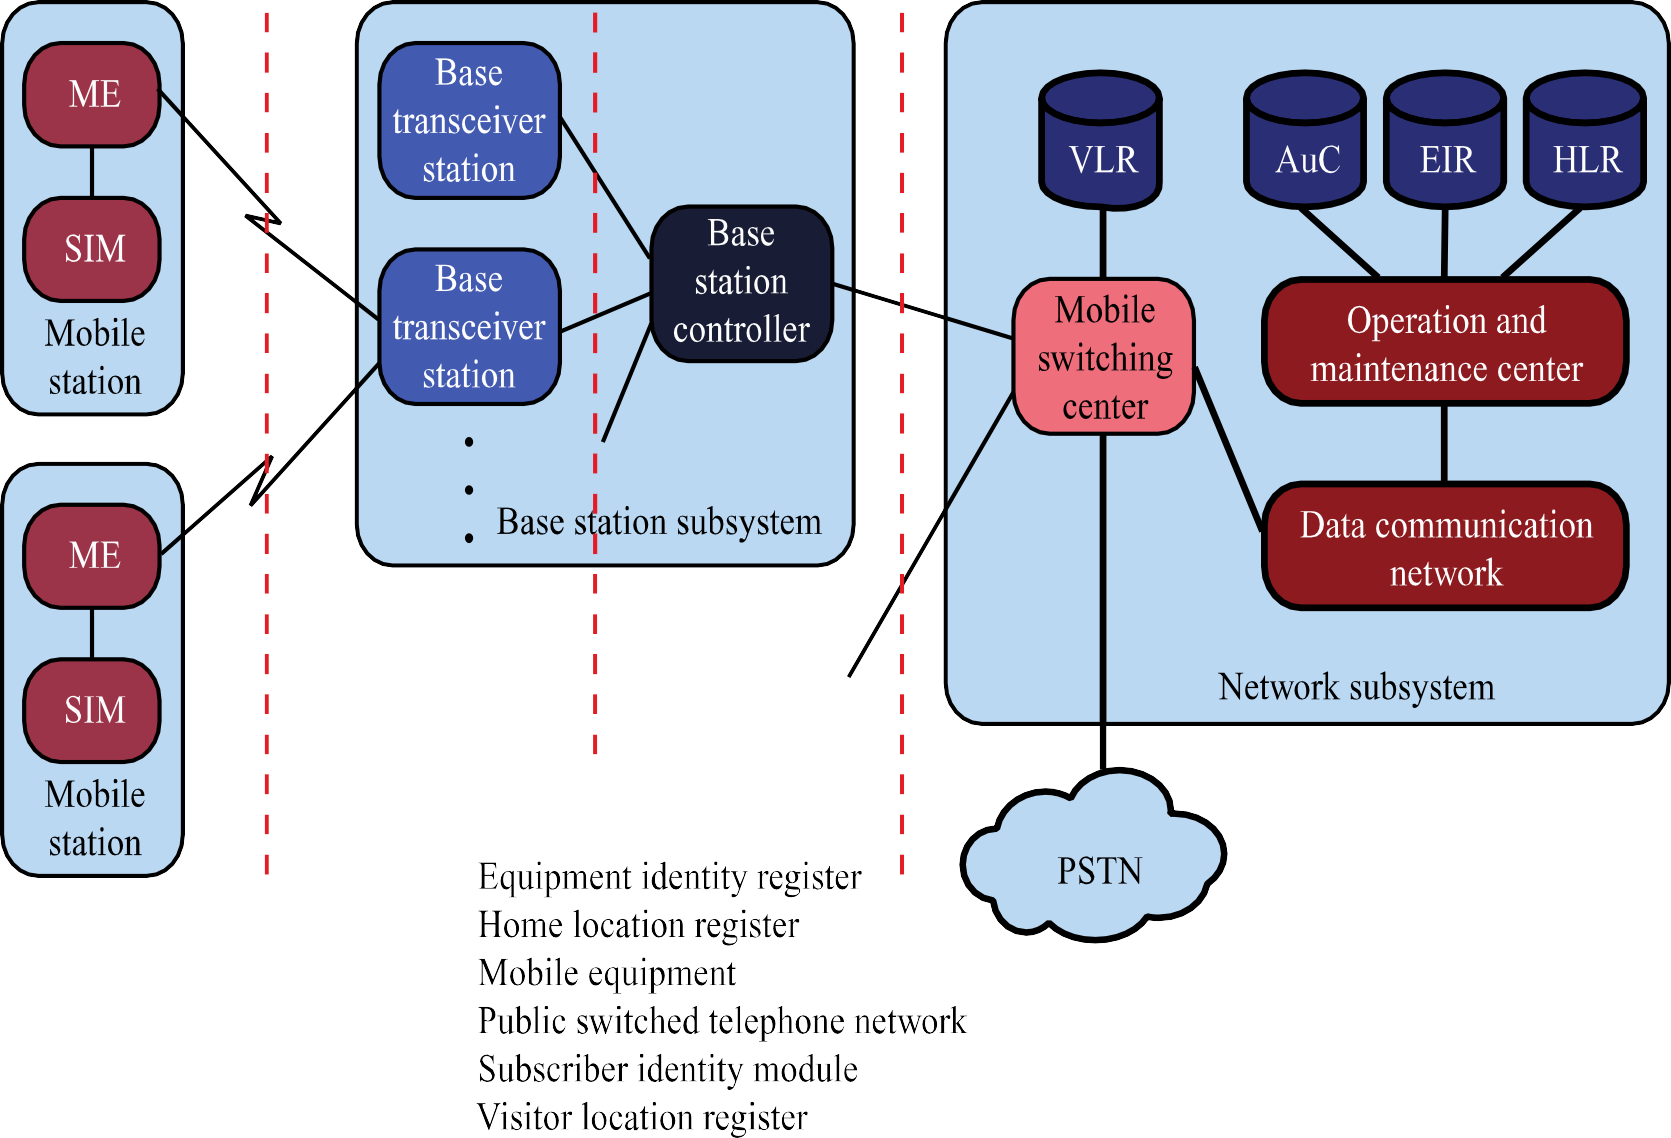 ME
SIM
Mobile
station
ME
SIM
Mobile
station
Base
transceiver
station
Base
transceiver
station
Base
station
controller
Base station subsystem
VLR
AuC
EIR
HLR
Mobile
switching
center
Operation and
maintenance center
Data communication
network
Network subsystem
PSTN
Equipment identity register
Home location register
Mobile equipment
Public switched telephone network
Subscriber identity module
Visitor location register